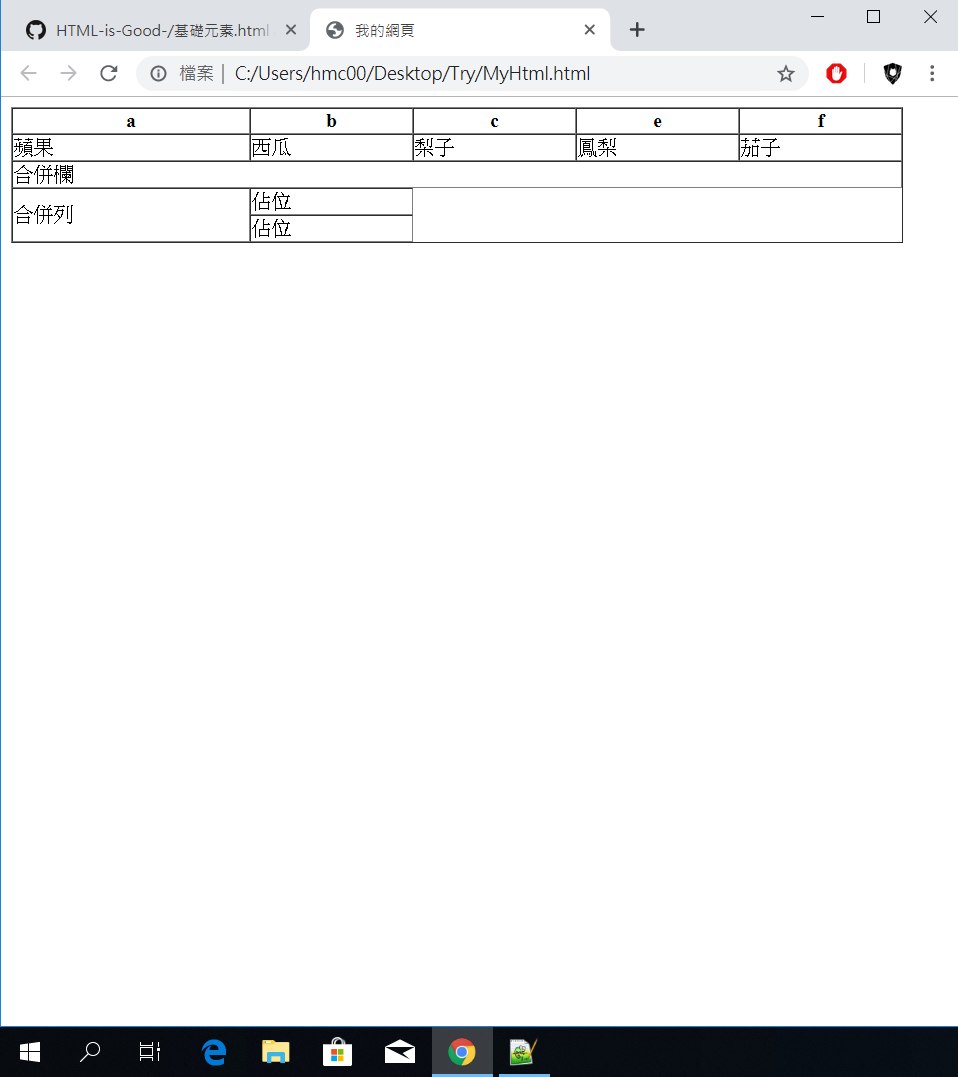 HTML-is-Good-/基礎元素.html
我的網頁
檔案 | C:/Users/hmc00/Desktop/Try/MyHtml.html
a b c e f
蘋果 西瓜 梨子 鳳梨 茄子
合併欄
合併列 佔位
佔位